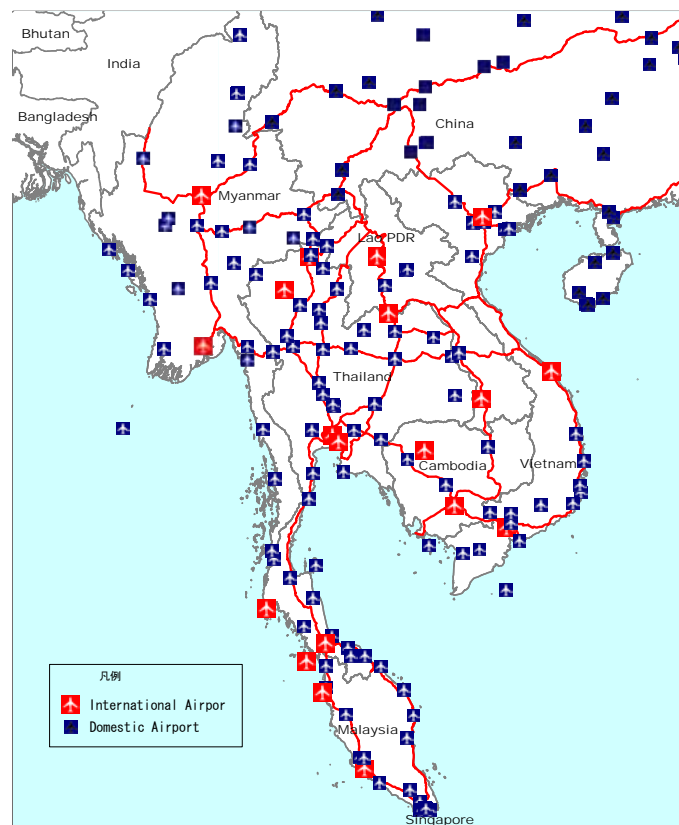 Bhutan
India
Bangladesh
China
Myanmar
Lao PDR
Thailand
Cambodia
Vietnam
凡例
International Airpor
Domestic Airport
Malaysia
Singapore